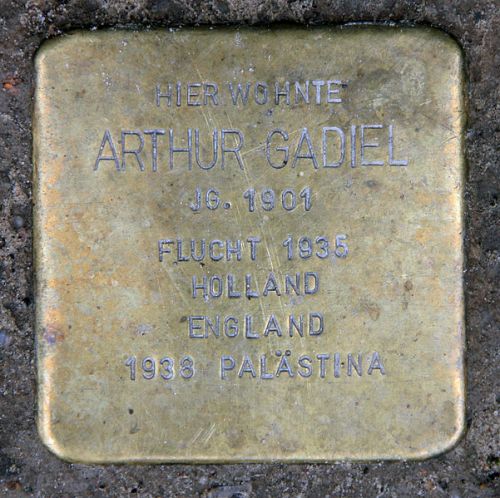 HIER WOHNTE
ARTHUR GADIEL
JG. 1901
FLUCHT 1935
HOLLAND
ENGLAND
1938 PALÄSTINA